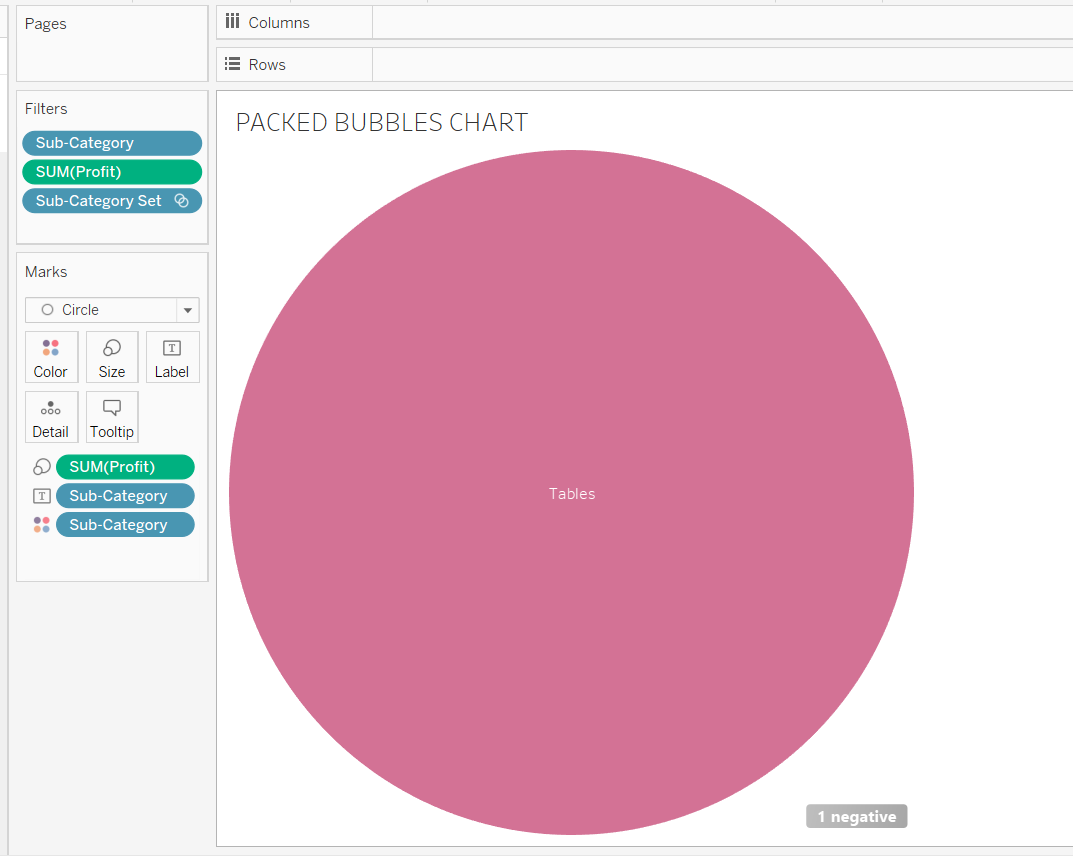 Pages
Columns
Rows
Filters
Sub-Category
SUM(Profit)
Sub-Category Set
Marks
Circle
Color
Size
T
Label
Detail
Tooltip
SUM(Profit)
T
Sub-Category
Sub-Category
PACKED BUBBLES CHART
Tables
1 negative